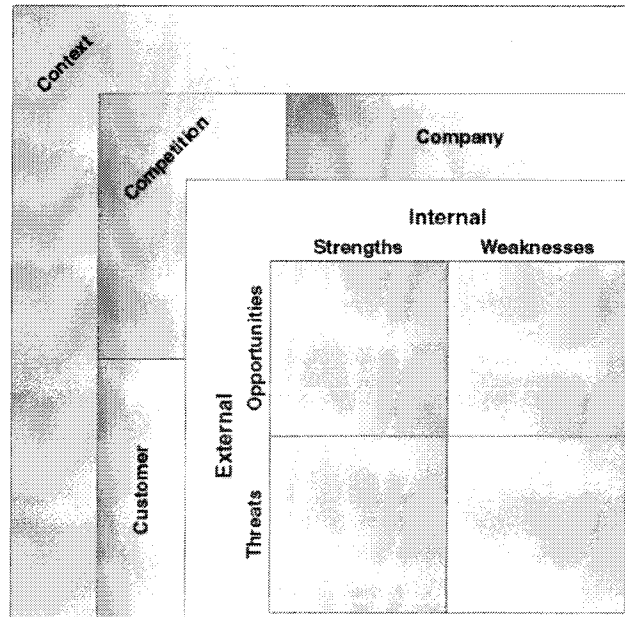 Context
Competition
Company
Internal
Strengths Weaknesses
Opportunities
External
Customer
Threats